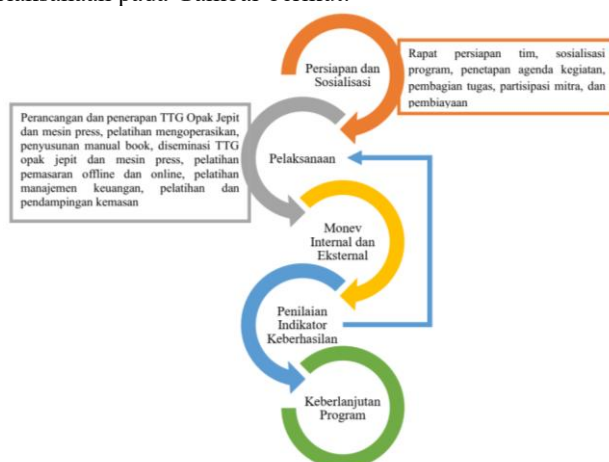 Persiapan dan
Sosialisasi
Rapat persiapan tim, sosialisasi
program, penetapan agenda kegiatan,
pembagian tugas, partisipasi mitra, dan
pembiayaan
Perancangan dan penerapan TTG Opak Jepit
dan mesin press, pelatihan mengoperasikan,
penyusunan manual book, diseminasi TTG
opak jepit dan mesin press, pelatihan
pemasaran offline dan online, pelatihan
manajemen keuangan, pelatihan dan
pendampingan kemasan
Pelaksanaan
Monev
Internal dan
Eksternal
Penilaian
Indikator
Keberhasilan
Keberlanjutan
Program